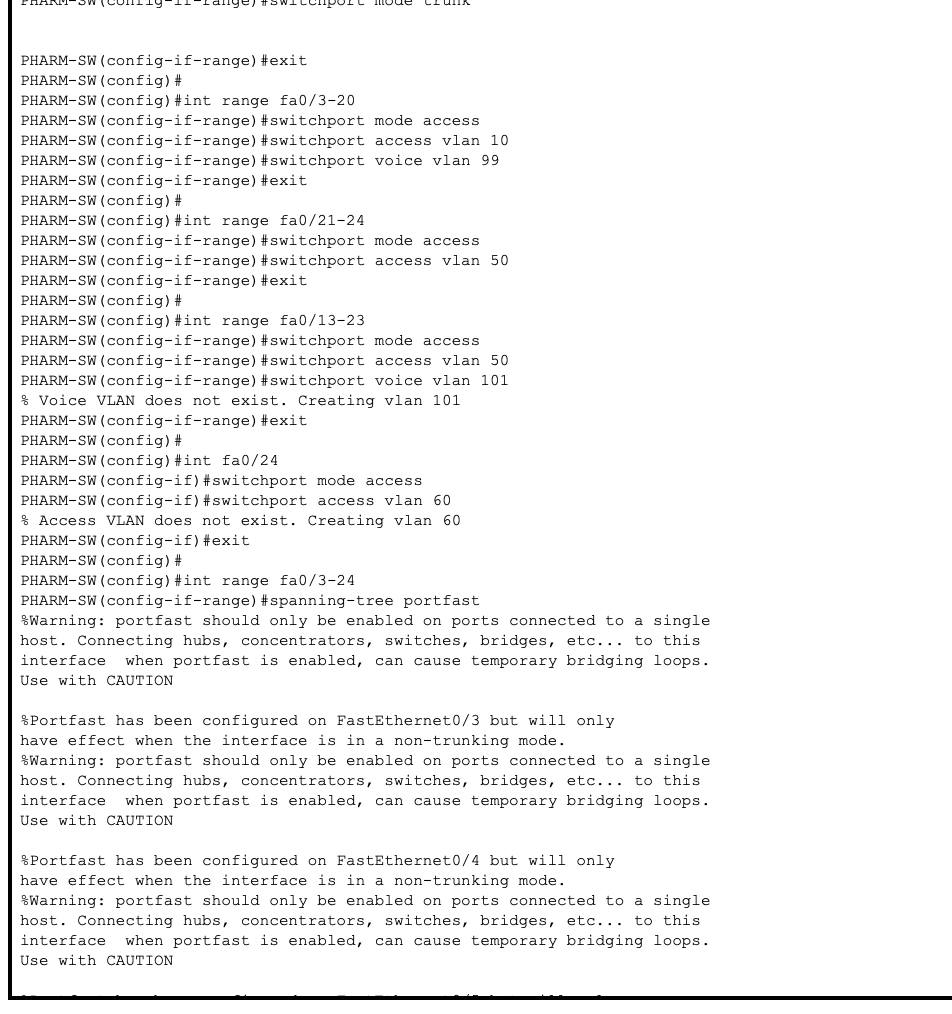 PHARM-SW(config-if-range)#switchport mode trunk
PHARM-SW(config-if-range)#exit
PHARM-SW(config)#
PHARM-SW(config)#int range fa0/3-20
PHARM-SW(config-if-range)#switchport mode access
PHARM-SW(config-if-range)#switchport access vlan 10
PHARM-SW(config-if-range)#switchport voice vlan 99
PHARM-SW(config-if-range)#exit
PHARM-SW(config)#
PHARM-SW(config)#int range fa0/21-24
PHARM-SW(config-if-range)#switchport mode access
PHARM-SW(config-if-range)#switchport access vlan 50
PHARM-SW(config-if-range)#exit
PHARM-SW(config)#
PHARM-SW(config)#int range fa0/13-23
PHARM-SW(config-if-range)#switchport mode access
PHARM-SW(config-if-range)#switchport access vlan 50
PHARM-SW(config-if-range)#switchport voice vlan 101
% Voice VLAN does not exist. Creating vlan 101
PHARM-SW(config-if-range)#exit
PHARM-SW(config)#
PHARM-SW(config)#int fa0/24
PHARM-SW(config-if)#switchport mode access
PHARM-SW(config-if)#switchport access vlan 60
% Access VLAN does not exist. Creating vlan 60
PHARM-SW(config-if)#exit
PHARM-SW(config)#
PHARM-SW(config)#int range fa0/3-24
PHARM-SW(config-if-range)#spanning-tree portfast
%Warning: portfast should only be enabled on ports connected to a single
host. Connecting hubs, concentrators, switches, bridges, etc... to this
interface  when portfast is enabled, can cause temporary bridging loops.
Use with CAUTION
%Portfast has been configured on FastEthernet0/3 but will only
have effect when the interface is in a non-trunking mode.
%Warning: portfast should only be enabled on ports connected to a single
host. Connecting hubs, concentrators, switches, bridges, etc... to this
interface  when portfast is enabled, can cause temporary bridging loops.
Use with CAUTION
%Portfast has been configured on FastEthernet0/4 but will only
have effect when the interface is in a non-trunking mode.
%Warning: portfast should only be enabled on ports connected to a single
host. Connecting hubs, concentrators, switches, bridges, etc... to this
interface  when portfast is enabled, can cause temporary bridging loops.
Use with CAUTION